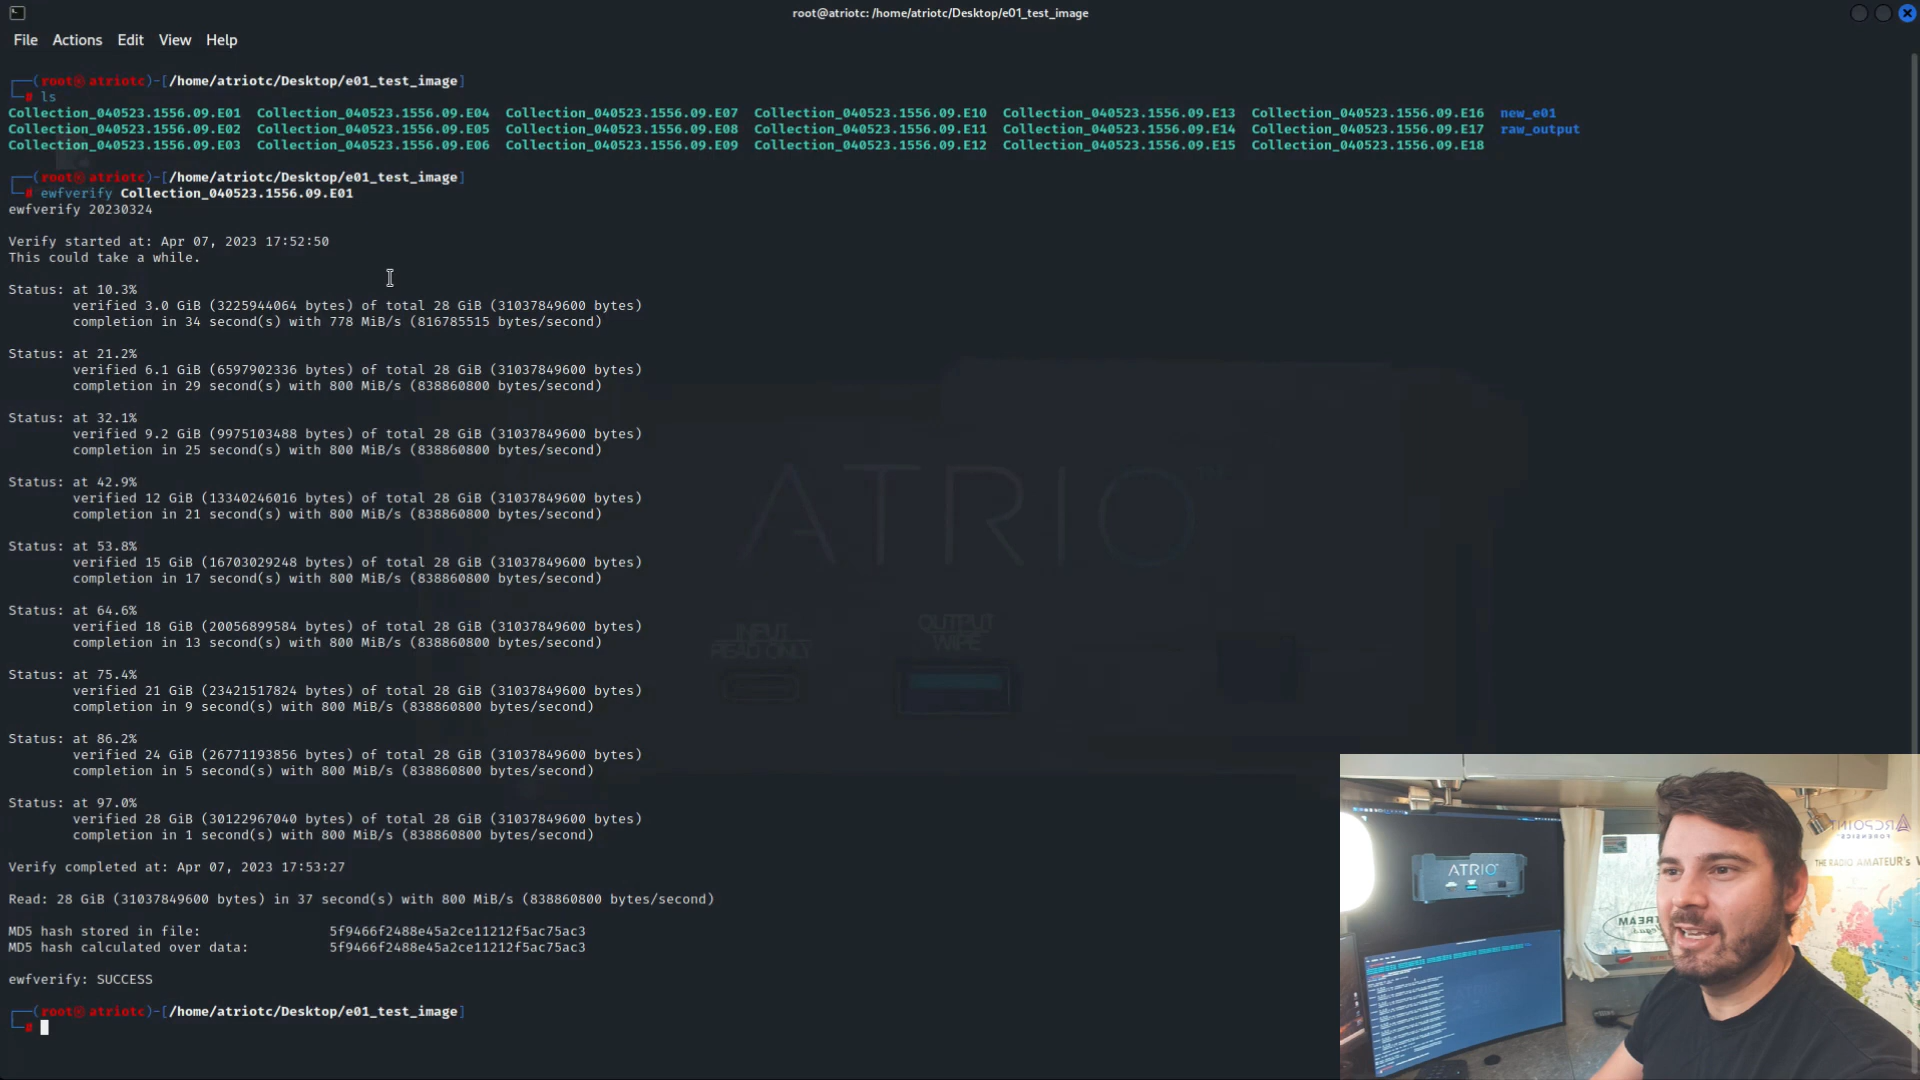 root@atriotc: /home/atriotc/Desktop/e01_test_image
File Actions Edit View Help
┌──(root㉿atriotc)-[/home/atriotc/Desktop/e01_test_image]
└─# ls
Collection_040523.1556.09.E01 Collection_040523.1556.09.E04 Collection_040523.1556.09.E07 Collection_040523.1556.09.E10 Collection_040523.1556.09.E13 Collection_040523.1556.09.E16 new_e01
Collection_040523.1556.09.E02 Collection_040523.1556.09.E05 Collection_040523.1556.09.E08 Collection_040523.1556.09.E11 Collection_040523.1556.09.E14 Collection_040523.1556.09.E17 raw_output
Collection_040523.1556.09.E03 Collection_040523.1556.09.E06 Collection_040523.1556.09.E09 Collection_040523.1556.09.E12 Collection_040523.1556.09.E15 Collection_040523.1556.09.E18
┌──(root㉿atriotc)-[/home/atriotc/Desktop/e01_test_image]
└─# ewfverify Collection_040523.1556.09.E01
ewfverify 20230324
Verify started at: Apr 07, 2023 17:52:50
This could take a while.
Status: at 10.3%
verified 3.0 GiB (3225944064 bytes) of total 28 GiB (31037849600 bytes)
completion in 34 second(s) with 778 MiB/s (816785515 bytes/second)
Status: at 21.2%
verified 6.1 GiB (6597902336 bytes) of total 28 GiB (31037849600 bytes)
completion in 29 second(s) with 800 MiB/s (838860800 bytes/second)
Status: at 32.1%
verified 9.2 GiB (9975103488 bytes) of total 28 GiB (31037849600 bytes)
completion in 25 second(s) with 800 MiB/s (838860800 bytes/second)
Status: at 42.9%
verified 12 GiB (13340246016 bytes) of total 28 GiB (31037849600 bytes)
completion in 21 second(s) with 800 MiB/s (838860800 bytes/second)
Status: at 53.8%
verified 15 GiB (16703029248 bytes) of total 28 GiB (31037849600 bytes)
completion in 17 second(s) with 800 MiB/s (838860800 bytes/second)
Status: at 64.6%
verified 18 GiB (20056899584 bytes) of total 28 GiB (31037849600 bytes)
completion in 13 second(s) with 800 MiB/s (838860800 bytes/second)
Status: at 75.4%
verified 21 GiB (23421517824 bytes) of total 28 GiB (31037849600 bytes)
completion in 9 second(s) with 800 MiB/s (838860800 bytes/second)
Status: at 86.2%
verified 24 GiB (26771193856 bytes) of total 28 GiB (31037849600 bytes)
completion in 5 second(s) with 800 MiB/s (838860800 bytes/second)
Status: at 97.0%
verified 28 GiB (30122967040 bytes) of total 28 GiB (31037849600 bytes)
completion in 1 second(s) with 800 MiB/s (838860800 bytes/second)
Verify completed at: Apr 07, 2023 17:53:27
Read: 28 GiB (31037849600 bytes) in 37 second(s) with 800 MiB/s (838860800 bytes/second)
MD5 hash stored in file: 5f9466f2488e45a2ce11212f5ac75ac3
MD5 hash calculated over data: 5f9466f2488e45a2ce11212f5ac75ac3
ewfverify: SUCCESS
┌──(root㉿atriotc)-[/home/atriotc/Desktop/e01_test_image]
└─#
ATRIO
INPUT
READ ONLY
OUTPUT
WIPE
ATRIO
ARCPOINT
FORENSICS
THE RADIO AMATEUR's
STREAM